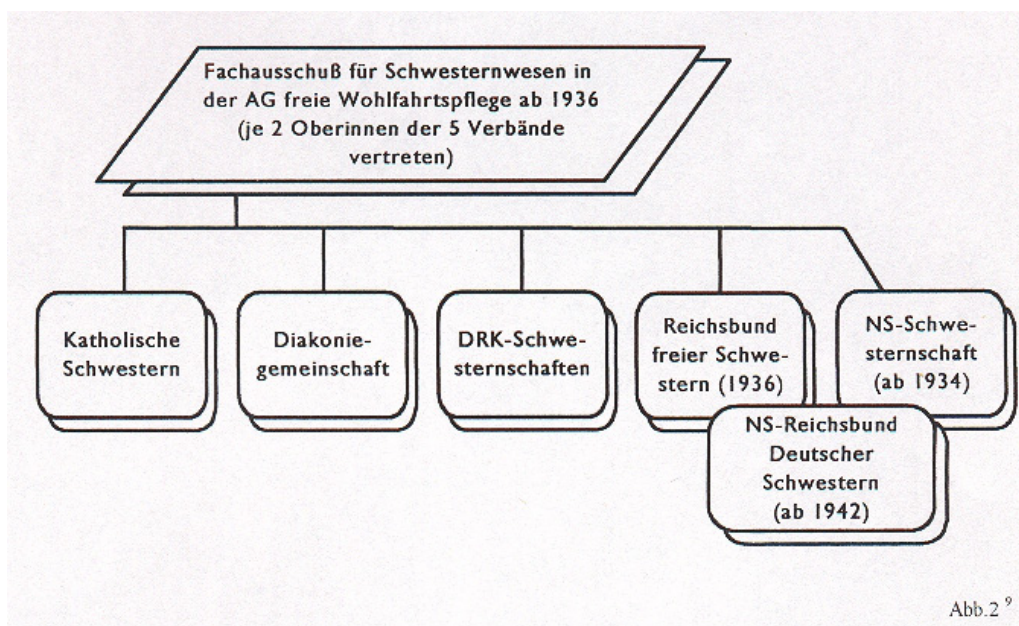 Fachausschuß für Schwesternwesen in
der AG freie Wohlfahrtspflege ab 1936
(je 2 Oberinnen der 5 Verbände
vertreten)
Katholische
Schwestern
Diakonie-
gemeinschaft
DRK-Schwe-
sternschaften
Reichsbund
freier Schwe-
stern (1936)
NS-Schwe-
sternschaft
(ab 1934)
NS-Reichsbund
Deutscher
Schwestern
(ab 1942)
Abb.2 9